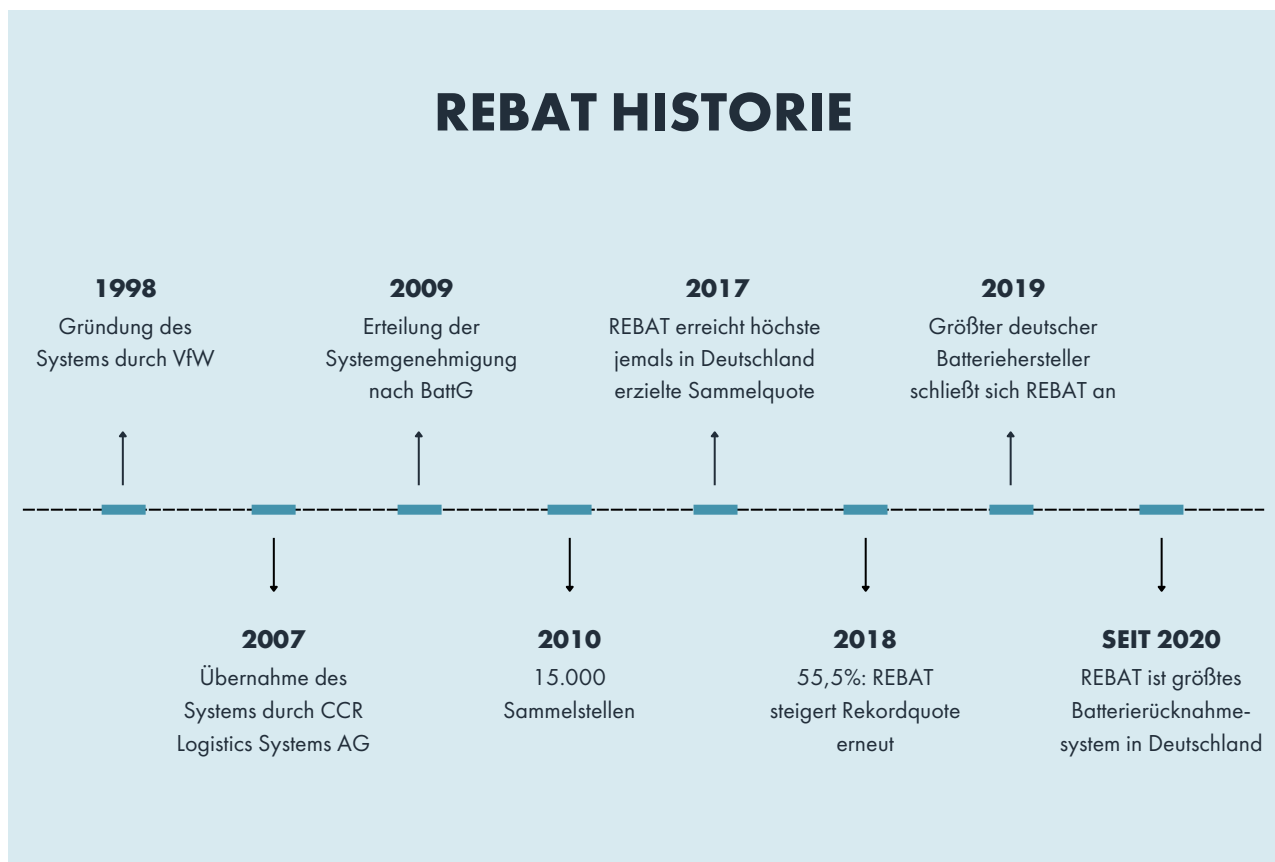 REBAT HISTORIE
1998
Gründung des
Systems durch VfW
2007
Übernahme des
Systems durch CCR
Logistics Systems AG
2009
Erteilung der
Systemgenehmigung
nach BattG
2010
15.000
Sammelstellen
2017
REBAT erreicht höchste
jemals in Deutschland
erzielte Sammelquote
2018
55,5%: REBAT
steigert Rekordquote
erneut
2019
Größter deutscher
Batteriehersteller
schließt sich REBAT an
SEIT 2020
REBAT ist größtes
Batterierücknahme-
system in Deutschland